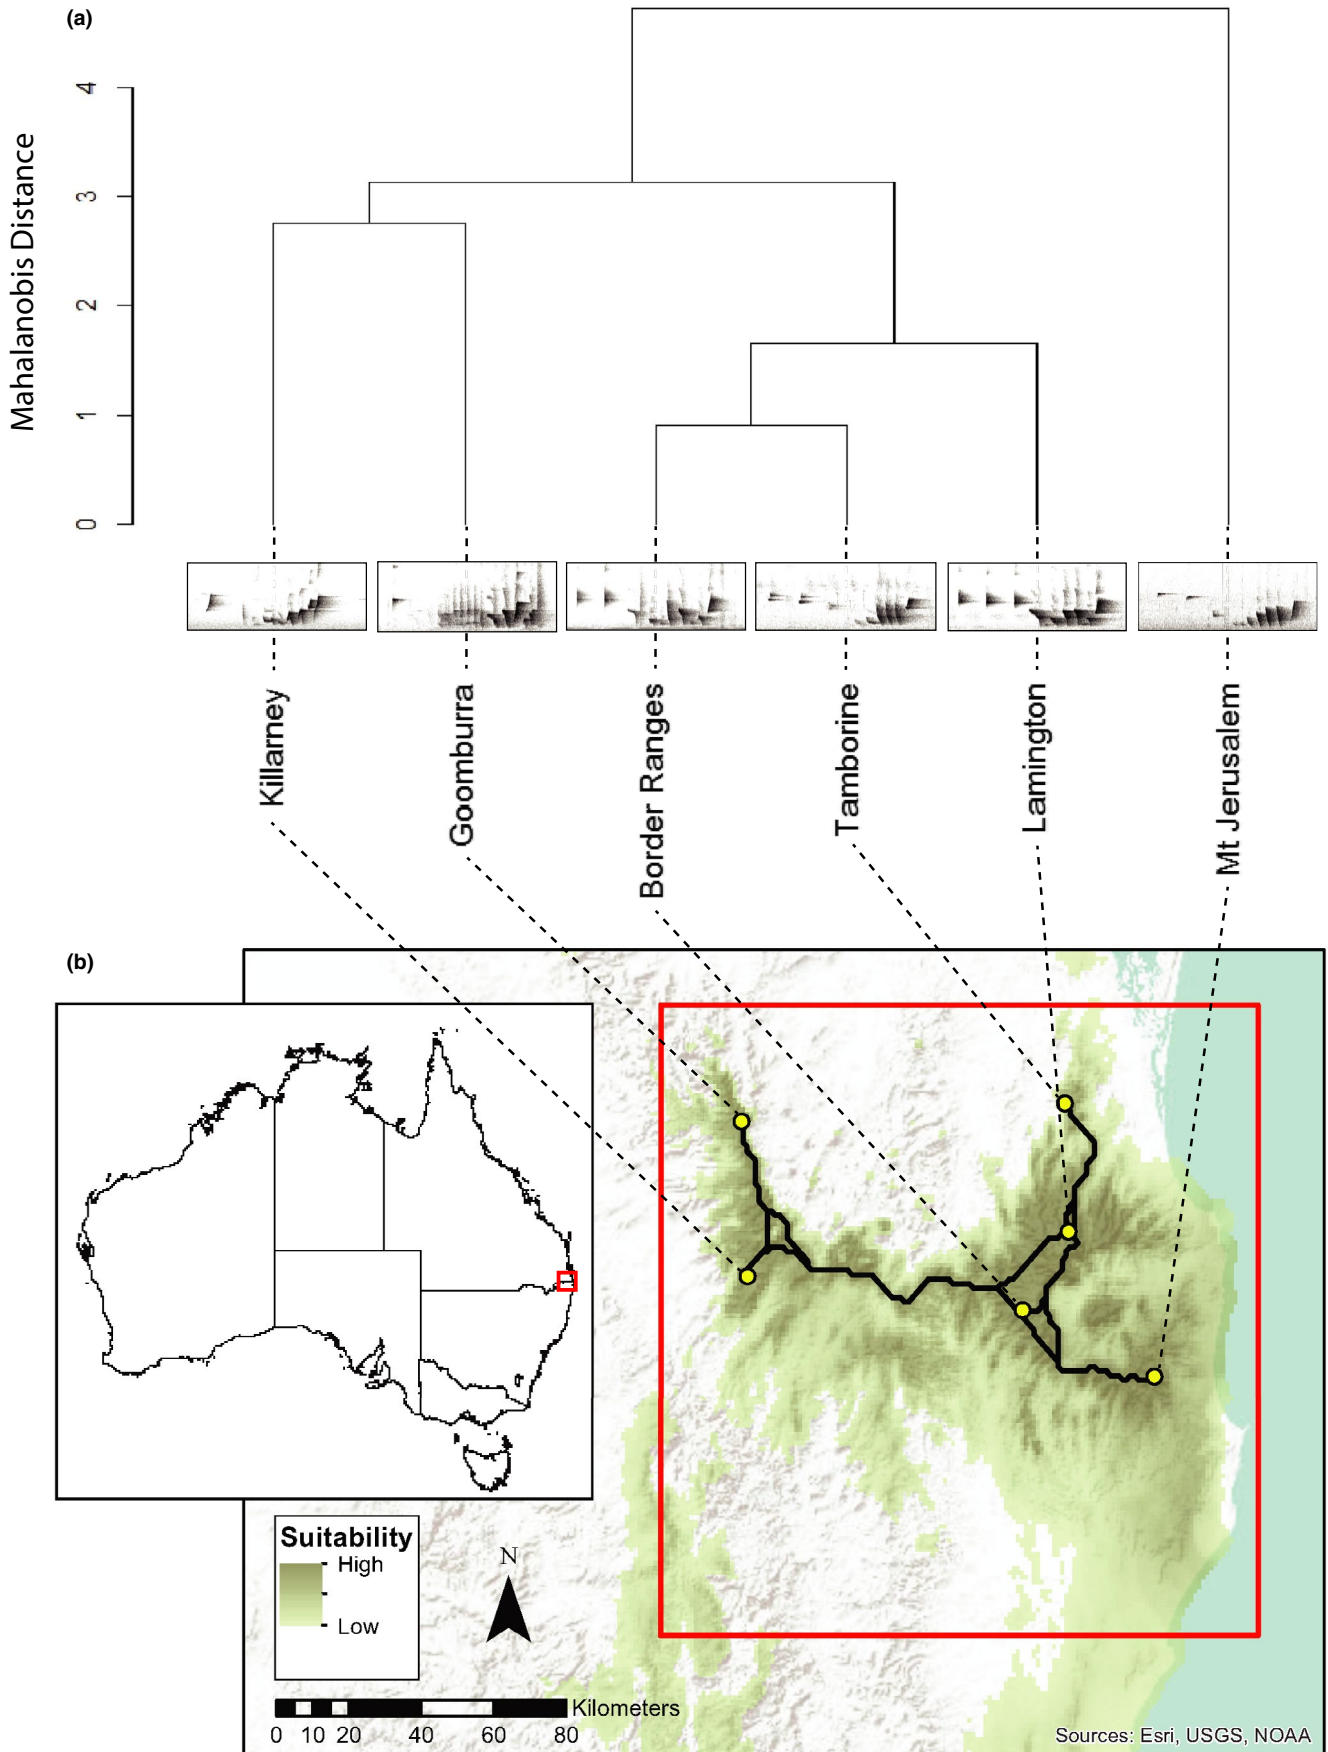 (a)
Mahalanobis Distance
4
3
2
1
0
Killarney
Goomburra
Border Ranges
Tamborine
Lamington
Mt Jerusalem
(b)
Suitability
High
Low
N
Kilometers
0 10 20 40 60 80
Sources: Esri, USGS, NOAA